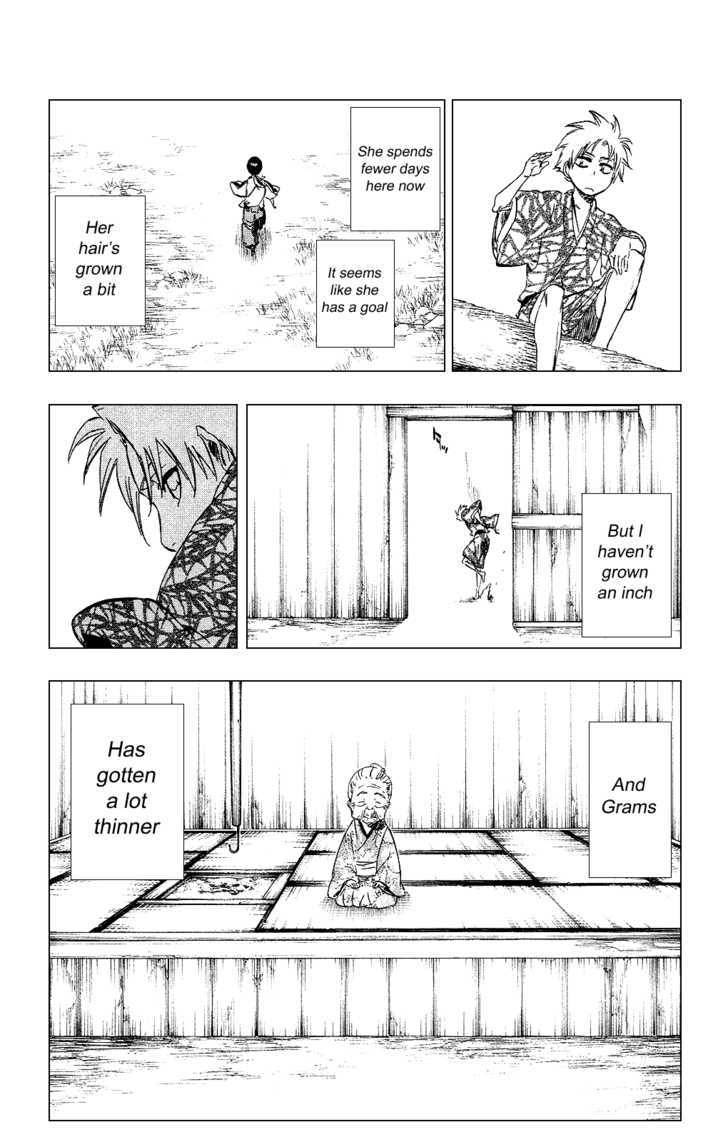 She spends
fewer days
here now
It seems
like she
has a goal
Her
hair's
grown
a bit
But I
haven't
grown
an inch
And
Grams
Has
gotten
a lot
thinner